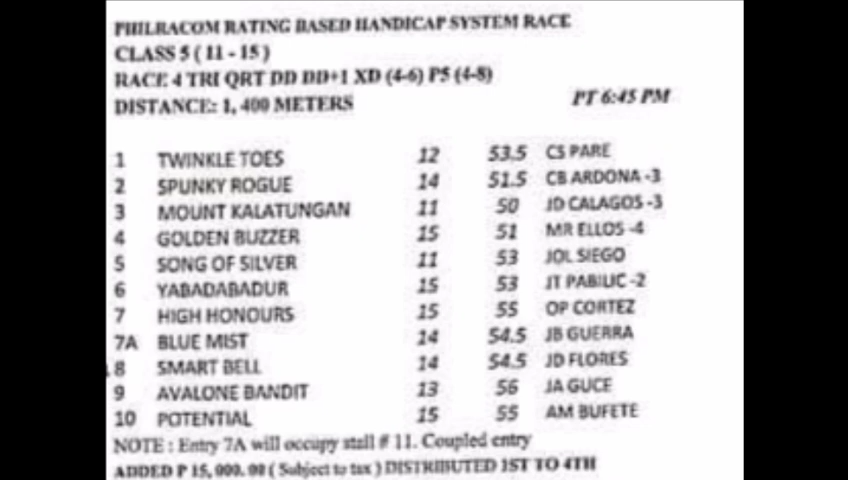 PHILRACOM RATING BASED HANDICAP SYSTEM RACE
CLASS 5 ( 11 - 15 )
RACE 4 TRI QRT DD DD+1 XD (4-6) P5 (4-8)
DISTANCE: 1, 400 METERS PT 6:45 PM
1 TWINKLE TOES 12 53.5 CS PARE
2 SPUNKY ROGUE 14 51.5 CB ARDONA -3
3 MOUNT KALATUNGAN 11 50 JD CALAGOS -3
4 GOLDEN BUZZER 15 51 MR ELLOS -4
5 SONG OF SILVER 11 53 JOL SIEGO
6 YABADABADUR 15 53 JT PABILIC -2
7 HIGH HONOURS 15 55 OP CORTEZ
7A BLUE MIST 14 54.5 JB GUERRA
8 SMART BELL 14 54.5 JD FLORES
9 AVALONE BANDIT 13 56 JA GUCE
10 POTENTIAL 15 55 AM BUFETE
NOTE : Entry 7A will occupy stall # 11. Coupled entry
ADDED P 15, 000. 00 ( Subject to tax ) DISTRIBUTED 1ST TO 4TH